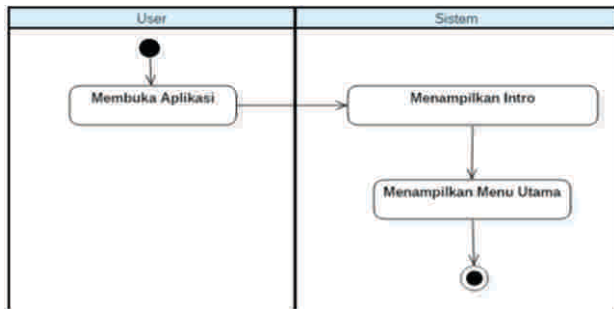 User
Sistem
Membuka Aplikasi
Menampilkan Intro
Menampilkan Menu Utama